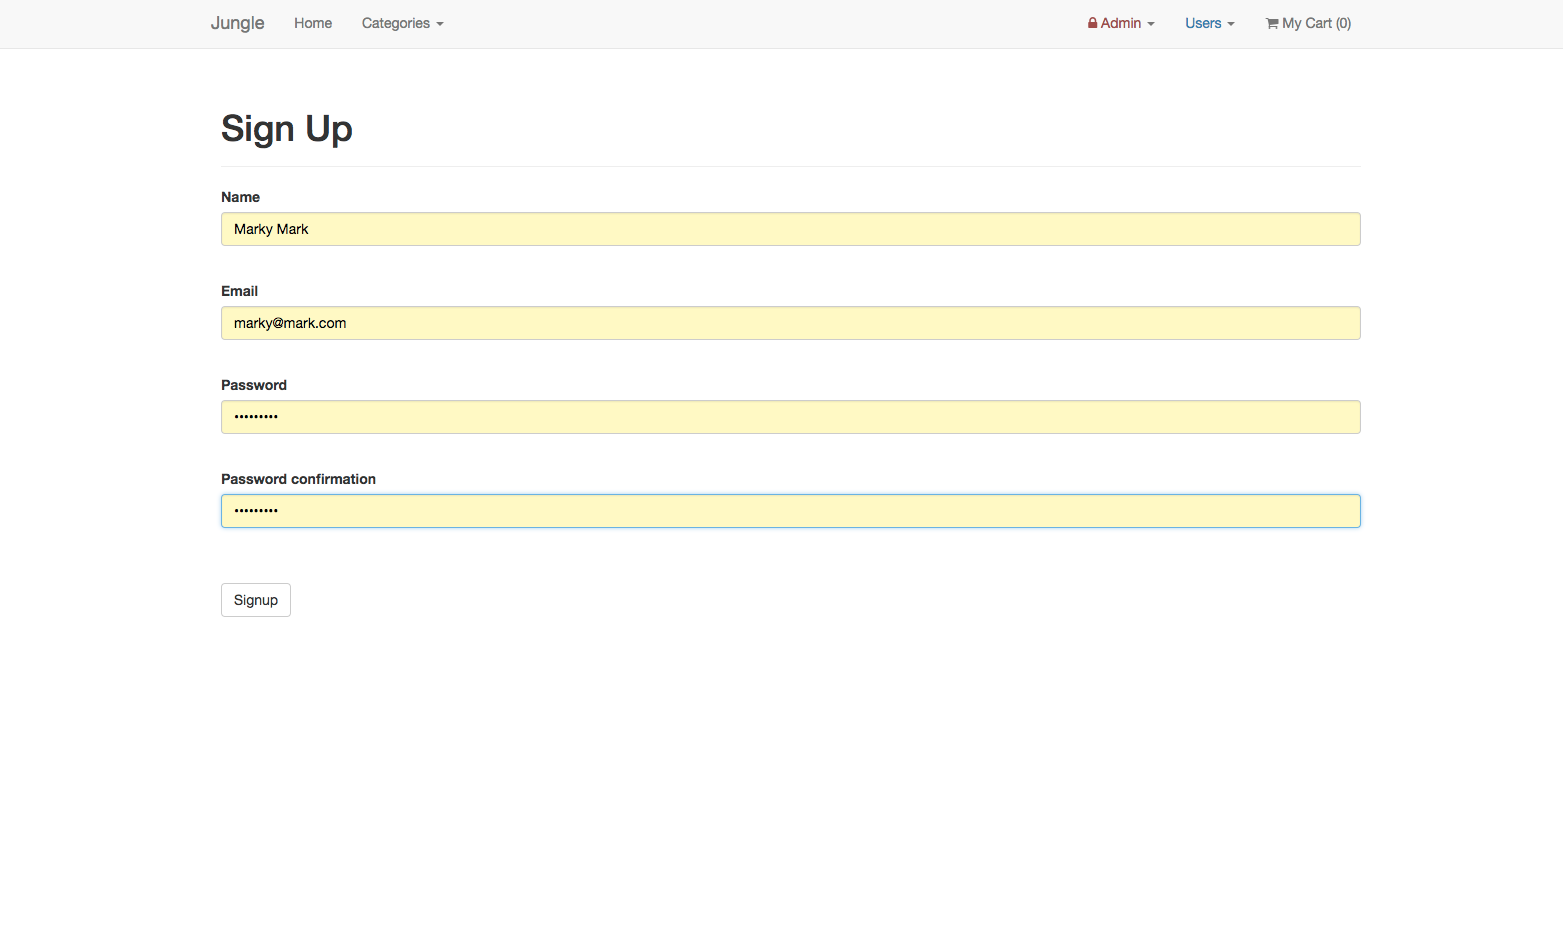 Jungle Home Categories Admin Users My Cart (0)
Sign Up
Name
Marky Mark
Email
marky@mark.com
Password
•••••••••
Password confirmation
•••••••••
Signup